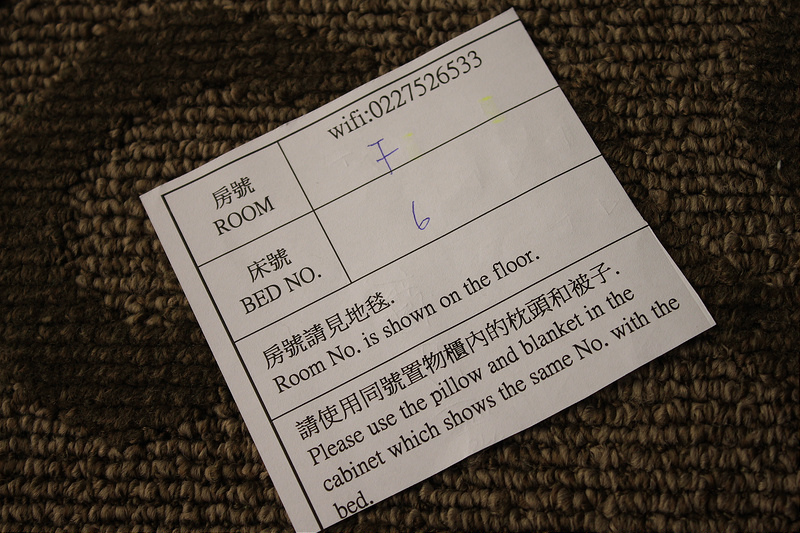 wifi:0227526533
房號
ROOM
F
床號
BED NO.
6
房號請見地毯.
Room No. is shown on the floor.
請使用同號置物櫃內的枕頭和被子.
Please use the pillow and blanket in the
cabinet which shows the same No. with the
bed.